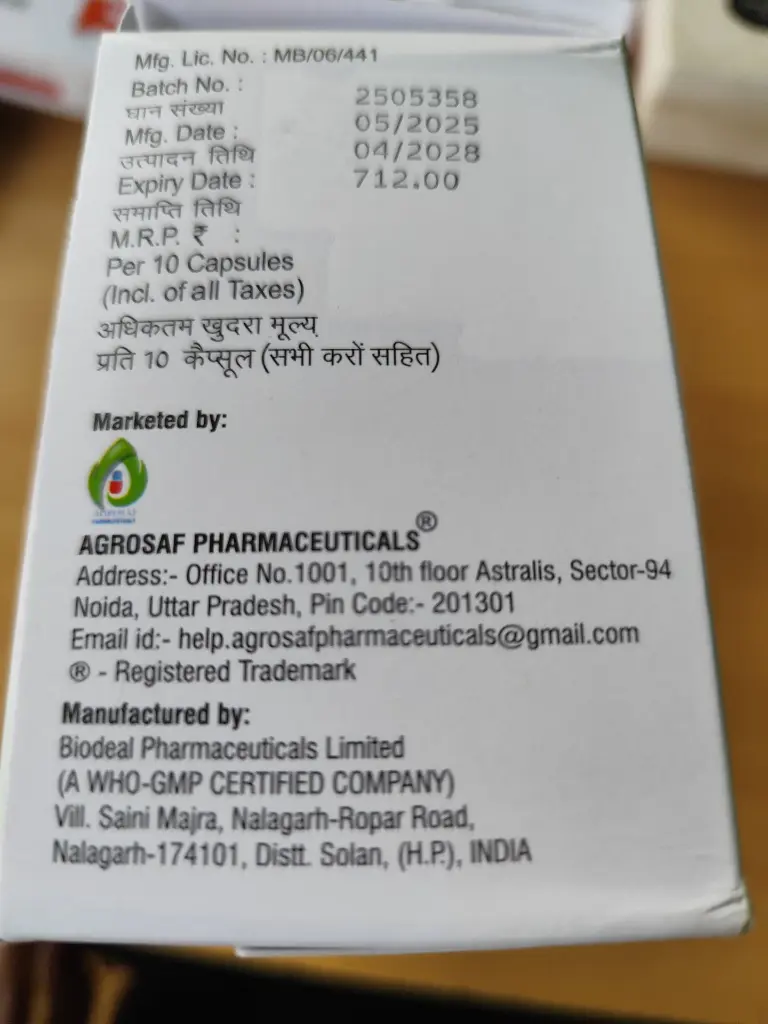 Mfg. Lic. No. : MB/06/441
Batch No. :
घान संख्या
2505358
Mfg. Date :
05/2025
उत्पादन तिथि
04/2028
Expiry Date :
712.00
समाप्ति तिथि
M.R.P. ₹ :
Per 10 Capsules
(Incl. of all Taxes)
अधिकतम खुदरा मूल्य
प्रति 10 कैप्सूल (सभी करों सहित)
Marketed by:
AGROSAF PHARMACEUTICALS®
Address:- Office No.1001, 10th floor Astralis, Sector-94
Noida, Uttar Pradesh, Pin Code:- 201301
Email id:- help.agrosafpharmaceuticals@gmail.com
® - Registered Trademark
Manufactured by:
Biodeal Pharmaceuticals Limited
(A WHO-GMP CERTIFIED COMPANY)
Vill. Saini Majra, Nalagarh-Ropar Road,
Nalagarh-174101, Distt. Solan, (H.P.), INDIA